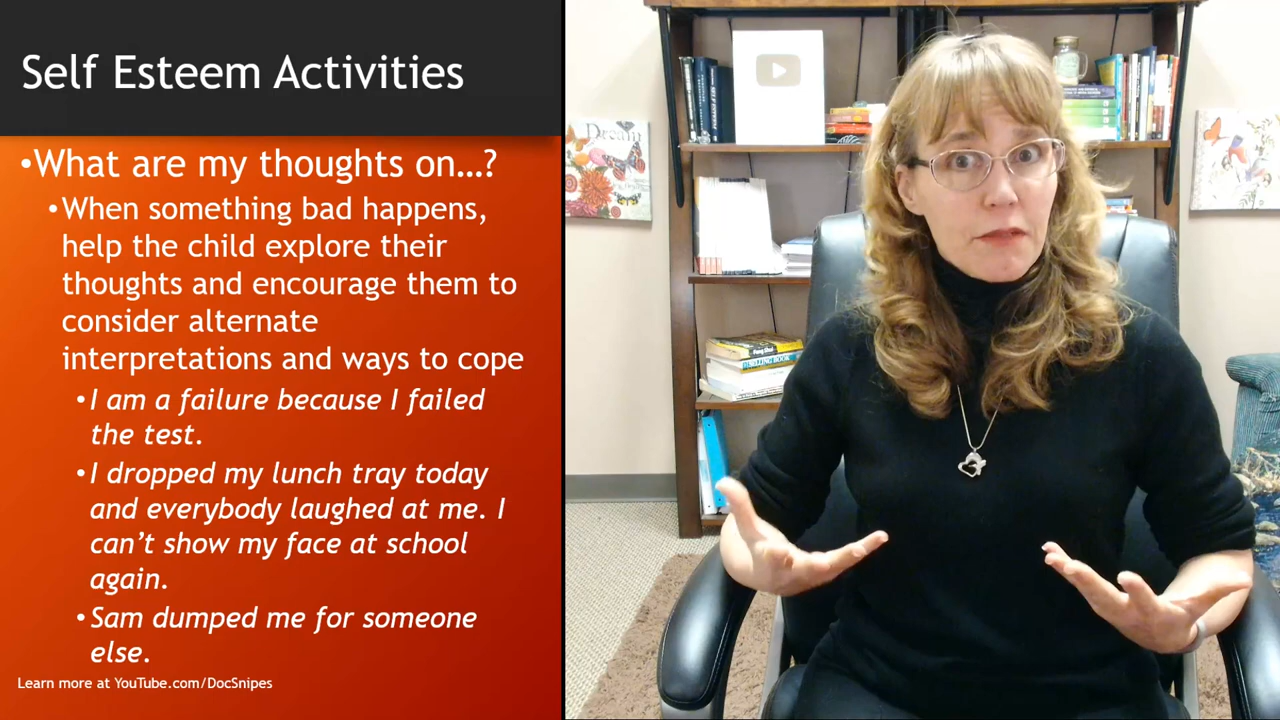 Self Esteem Activities
•What are my thoughts on…?
•When something bad happens,
help the child explore their
thoughts and encourage them to
consider alternate
interpretations and ways to cope
•I am a failure because I failed
the test.
•I dropped my lunch tray today
and everybody laughed at me. I
can’t show my face at school
again.
•Sam dumped me for someone
else.
Learn more at YouTube.com/DocSnipes
Dream